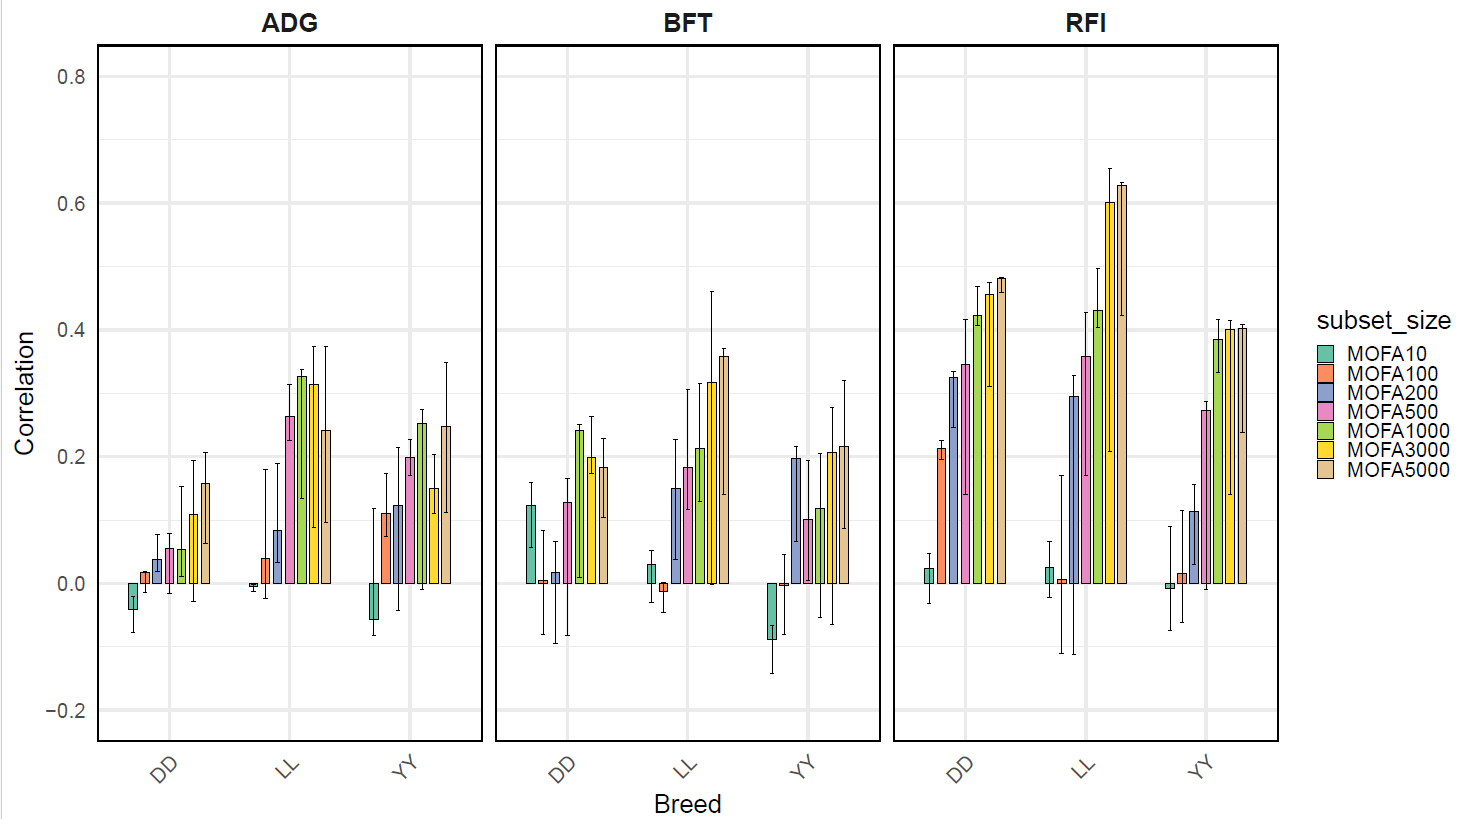 ADG BFT RFI
0.8
0.6
0.4
0.2
0.0
−0.2
Correlation
DD LL YY DD LL YY DD LL YY
Breed
subset_size
MOFA10
MOFA100
MOFA200
MOFA500
MOFA1000
MOFA3000
MOFA5000